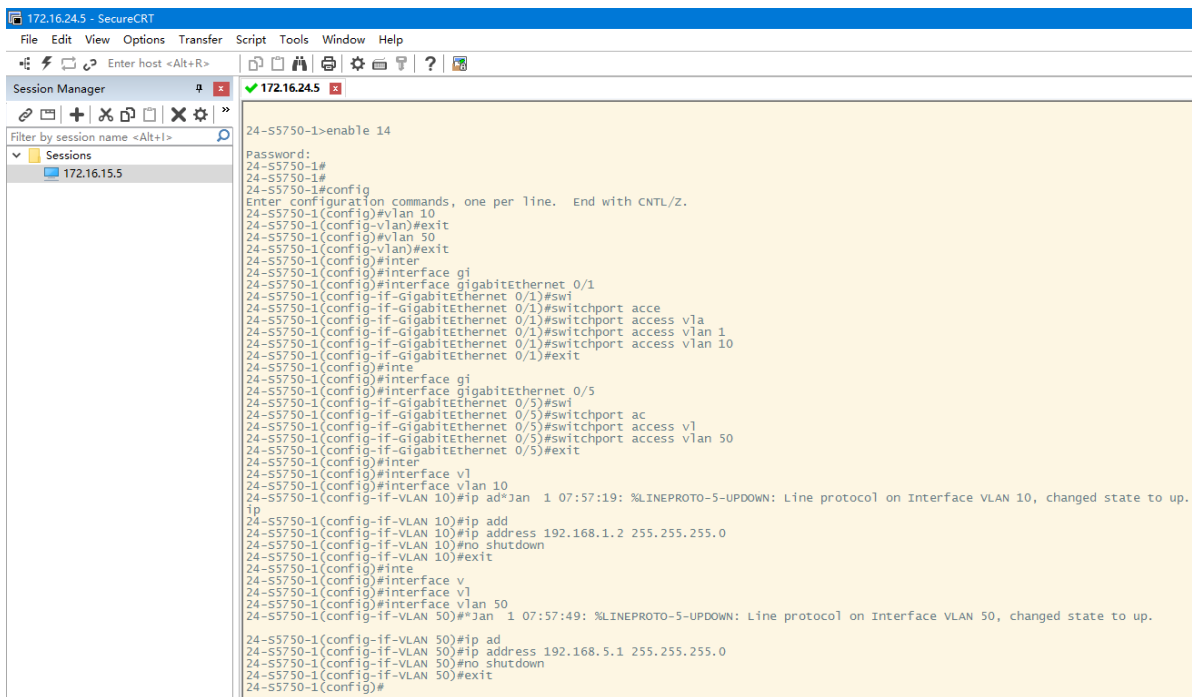 172.16.24.5 - SecureCRT
File Edit View Options Transfer Script Tools Window Help
Enter host <Alt+R>
Session Manager
172.16.24.5
Filter by session name <Alt+I>
Sessions
172.16.15.5
24-S5750-1>enable 14
Password:
24-S5750-1#
24-S5750-1#
24-S5750-1#config
Enter configuration commands, one per line.  End with CNTL/Z.
24-S5750-1(config)#vlan 10
24-S5750-1(config-vlan)#exit
24-S5750-1(config)#vlan 50
24-S5750-1(config-vlan)#exit
24-S5750-1(config)#inter
24-S5750-1(config)#interface gi
24-S5750-1(config)#interface gigabitEthernet 0/1
24-S5750-1(config-if-GigabitEthernet 0/1)#swi
24-S5750-1(config-if-GigabitEthernet 0/1)#switchport acce
24-S5750-1(config-if-GigabitEthernet 0/1)#switchport access vla
24-S5750-1(config-if-GigabitEthernet 0/1)#switchport access vlan 1
24-S5750-1(config-if-GigabitEthernet 0/1)#switchport access vlan 10
24-S5750-1(config-if-GigabitEthernet 0/1)#exit
24-S5750-1(config)#inte
24-S5750-1(config)#interface gi
24-S5750-1(config)#interface gigabitEthernet 0/5
24-S5750-1(config-if-GigabitEthernet 0/5)#swi
24-S5750-1(config-if-GigabitEthernet 0/5)#switchport ac
24-S5750-1(config-if-GigabitEthernet 0/5)#switchport access vl
24-S5750-1(config-if-GigabitEthernet 0/5)#switchport access vlan 50
24-S5750-1(config-if-GigabitEthernet 0/5)#exit
24-S5750-1(config)#inter
24-S5750-1(config)#interface vl
24-S5750-1(config)#interface vlan 10
24-S5750-1(config-if-VLAN 10)#ip ad*Jan  1 07:57:19: %LINEPROTO-5-UPDOWN: Line protocol on Interface VLAN 10, changed state to up.
ip
24-S5750-1(config-if-VLAN 10)#ip add
24-S5750-1(config-if-VLAN 10)#ip address 192.168.1.2 255.255.255.0
24-S5750-1(config-if-VLAN 10)#no shutdown
24-S5750-1(config-if-VLAN 10)#exit
24-S5750-1(config)#inte
24-S5750-1(config)#interface v
24-S5750-1(config)#interface vl
24-S5750-1(config)#interface vlan 50
24-S5750-1(config-if-VLAN 50)#*Jan  1 07:57:49: %LINEPROTO-5-UPDOWN: Line protocol on Interface VLAN 50, changed state to up.
24-S5750-1(config-if-VLAN 50)#ip ad
24-S5750-1(config-if-VLAN 50)#ip address 192.168.5.1 255.255.255.0
24-S5750-1(config-if-VLAN 50)#no shutdown
24-S5750-1(config-if-VLAN 50)#exit
24-S5750-1(config)#